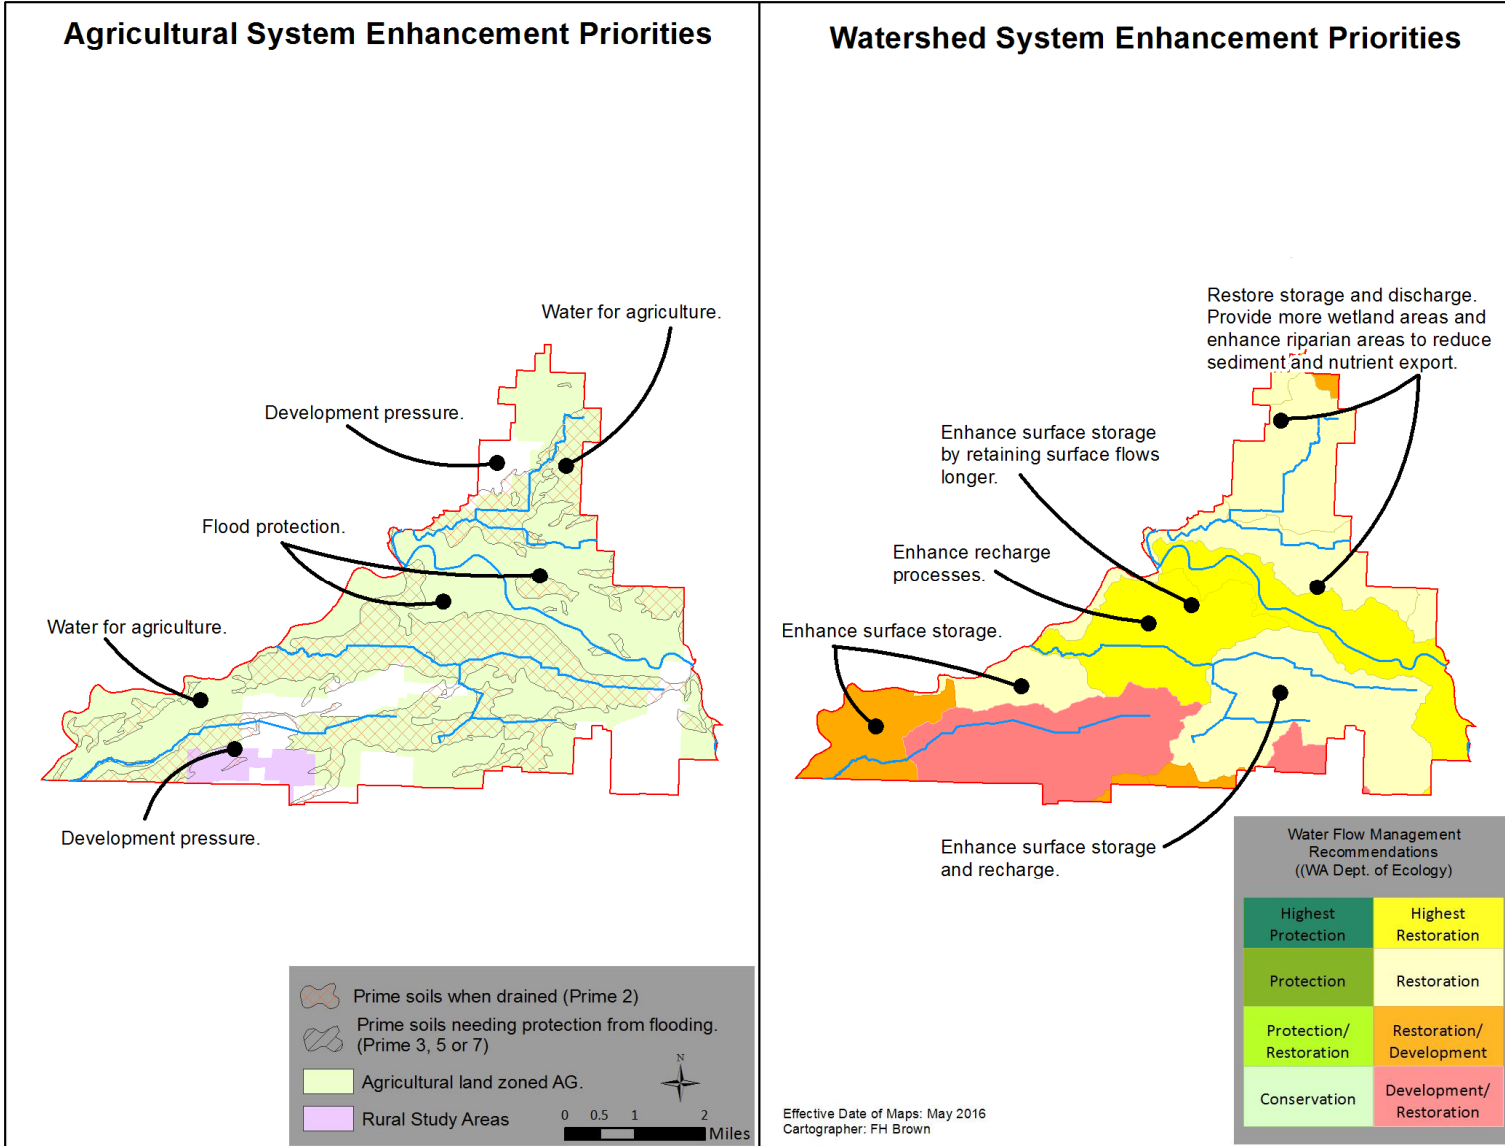 Agricultural System Enhancement Priorities
Water for agriculture.
Development pressure.
Flood protection.
Water for agriculture.
Development pressure.
Prime soils when drained (Prime 2)
Prime soils needing protection from flooding.
(Prime 3, 5 or 7)
Agricultural land zoned AG.
Rural Study Areas
N
0 0.5 1 2
Miles
Watershed System Enhancement Priorities
Restore storage and discharge.
Provide more wetland areas and
enhance riparian areas to reduce
sediment and nutrient export.
Enhance surface storage
by retaining surface flows
longer.
Enhance recharge
processes.
Enhance surface storage.
Enhance surface storage
and recharge.
Water Flow Management
Recommendations
((WA Dept. of Ecology)
Highest
Protection
Highest
Restoration
Protection
Restoration
Protection/
Restoration
Restoration/
Development
Conservation
Development/
Restoration
Effective Date of Maps: May 2016
Cartographer: FH Brown